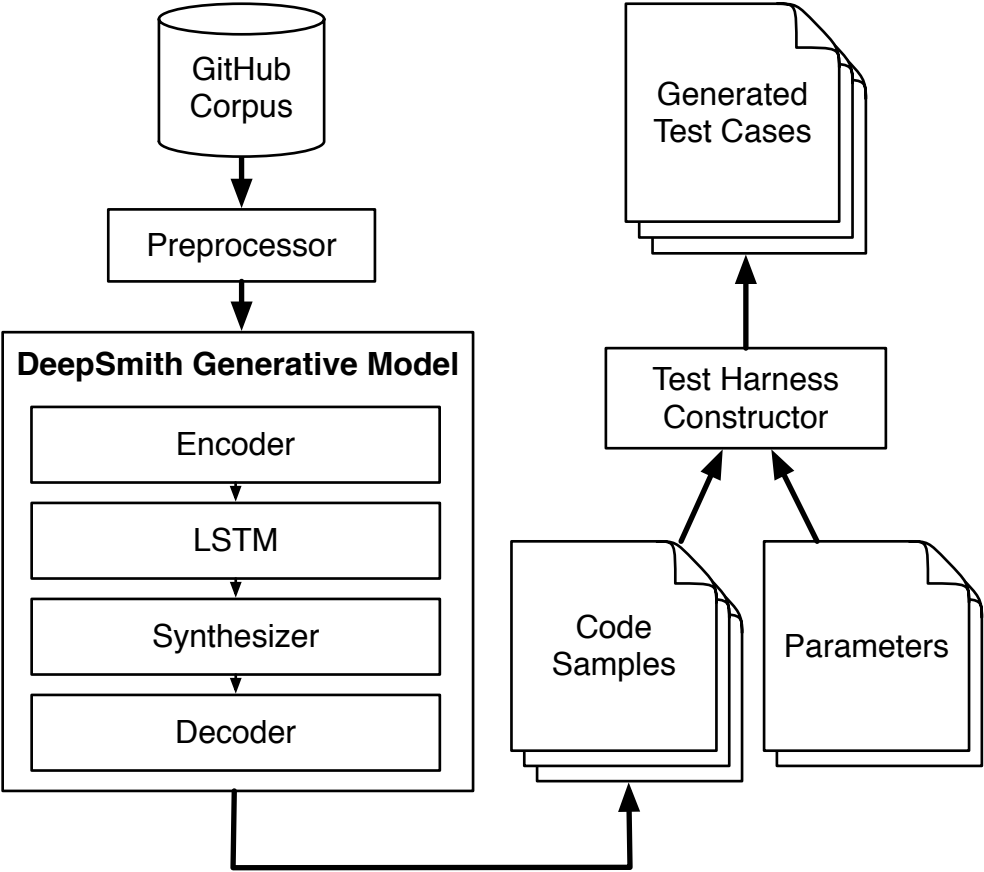 GitHub
Corpus
Preprocessor
DeepSmith Generative Model
Encoder
LSTM
Synthesizer
Decoder
Generated
Test Cases
Test Harness
Constructor
Code
Samples
Parameters